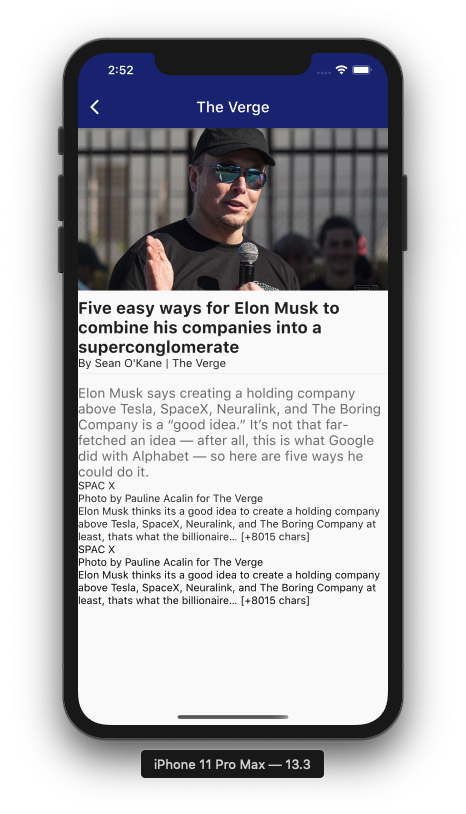 2:52
The Verge
Five easy ways for Elon Musk to
combine his companies into a
superconglomerate
By Sean O'Kane | The Verge
Elon Musk says creating a holding company
above Tesla, SpaceX, Neuralink, and The Boring
Company is a “good idea.” It’s not that far-
fetched an idea — after all, this is what Google
did with Alphabet — so here are five ways he
could do it.
SPAC X
Photo by Pauline Acalin for The Verge
Elon Musk thinks its a good idea to create a holding company
above Tesla, SpaceX, Neuralink, and The Boring Company at
least, thats what the billionaire… [+8015 chars]
SPAC X
Photo by Pauline Acalin for The Verge
Elon Musk thinks its a good idea to create a holding company
above Tesla, SpaceX, Neuralink, and The Boring Company at
least, thats what the billionaire… [+8015 chars]
iPhone 11 Pro Max — 13.3